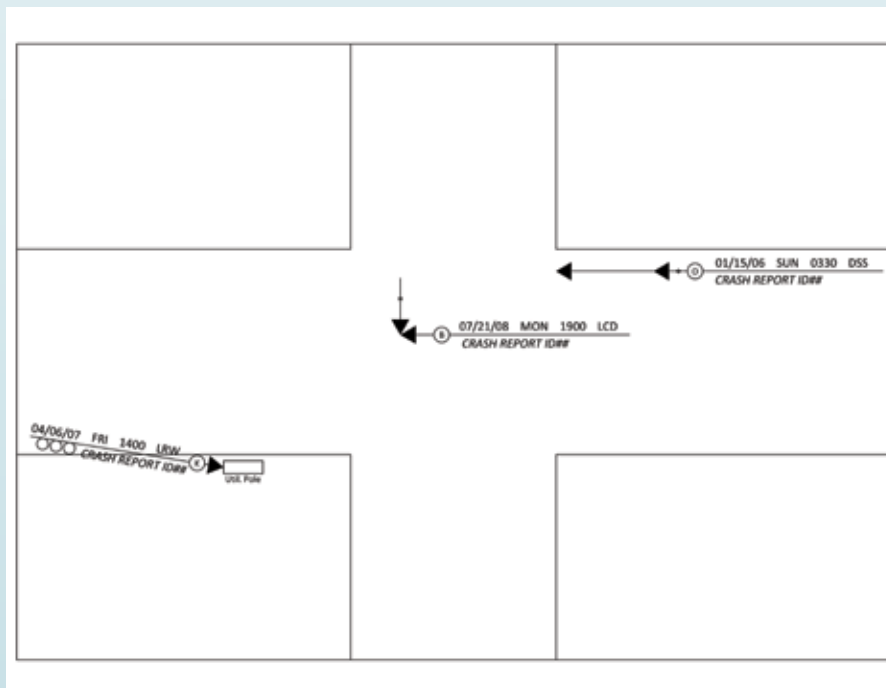 01/15/06 SUN 0330 DSS
CRASH REPORT ID##
O
07/21/08 MON 1900 LCD
B
CRASH REPORT ID##
04/06/07 FRI 1400 LRW
CRASH REPORT ID##
K
Util. Pole